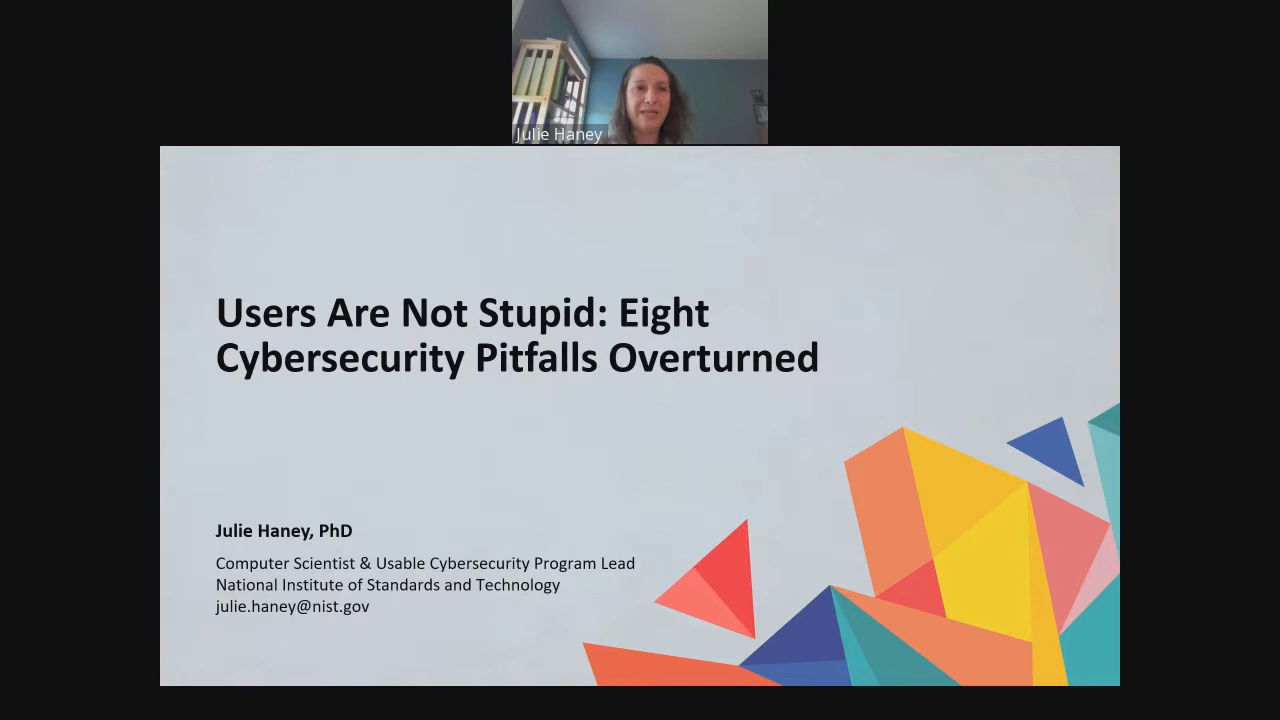 Julie Haney
Users Are Not Stupid: Eight
Cybersecurity Pitfalls Overturned
Julie Haney, PhD
Computer Scientist & Usable Cybersecurity Program Lead
National Institute of Standards and Technology
julie.haney@nist.gov